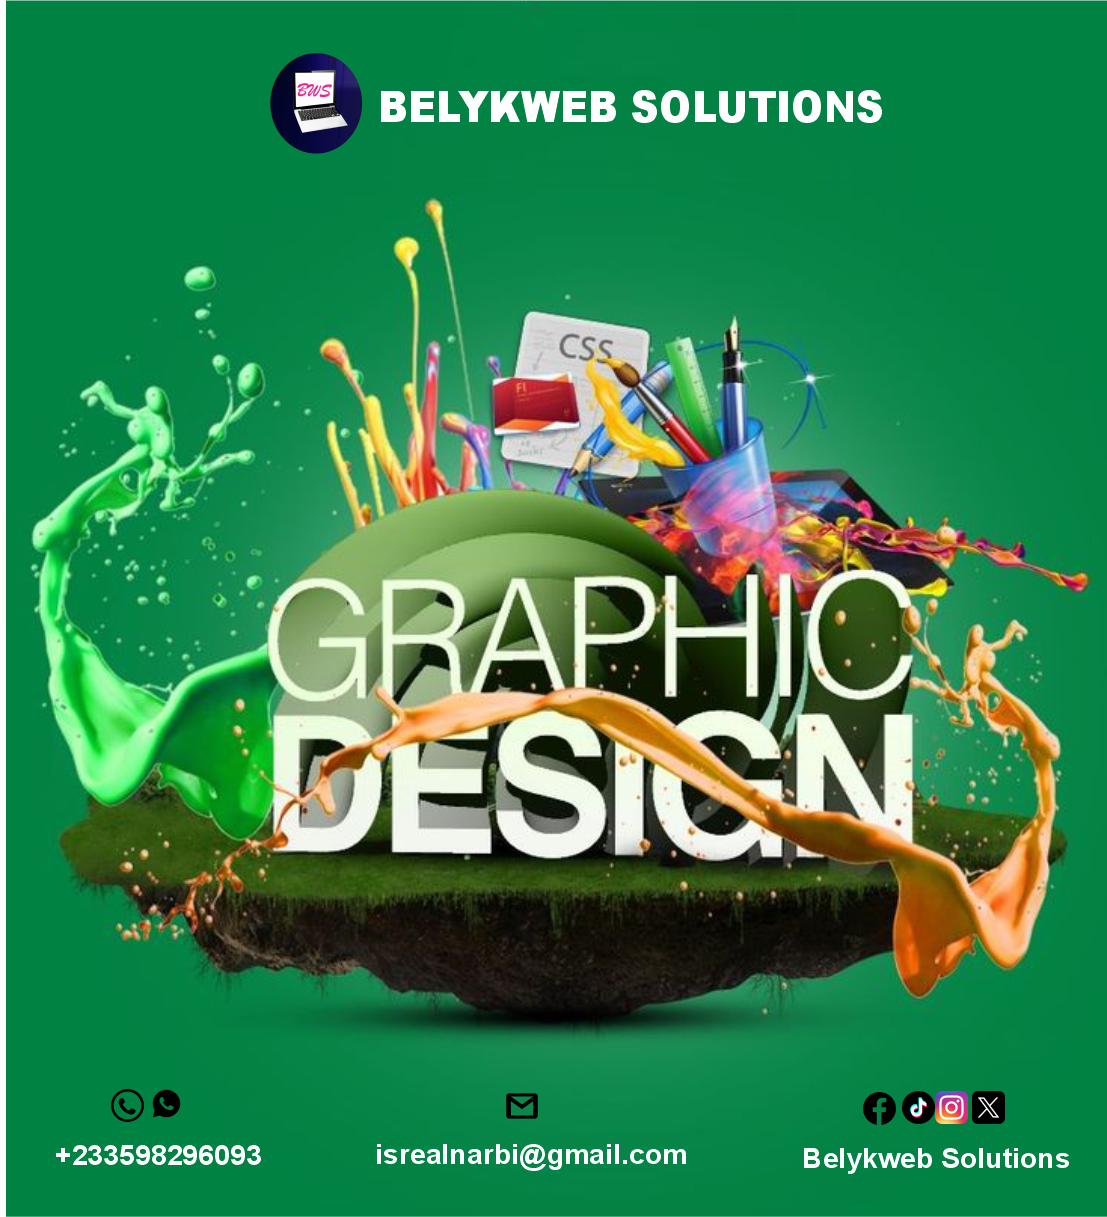 BWS
BELYKWEB SOLUTIONS
CSS
Fl
GRAPHIC
DESIGN
+233598296093
isrealnarbi@gmail.com
Belykweb Solutions